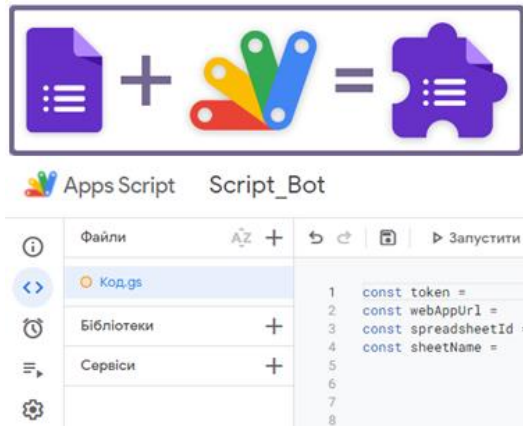 + =
Apps Script Script_Bot
Файли AZ +
Запустити
Код.gs
Бібліотеки +
Сервіси +
1 const token =
2 const webAppUrl =
3 const spreadsheetId =
4 const sheetName =
5
6
7
8